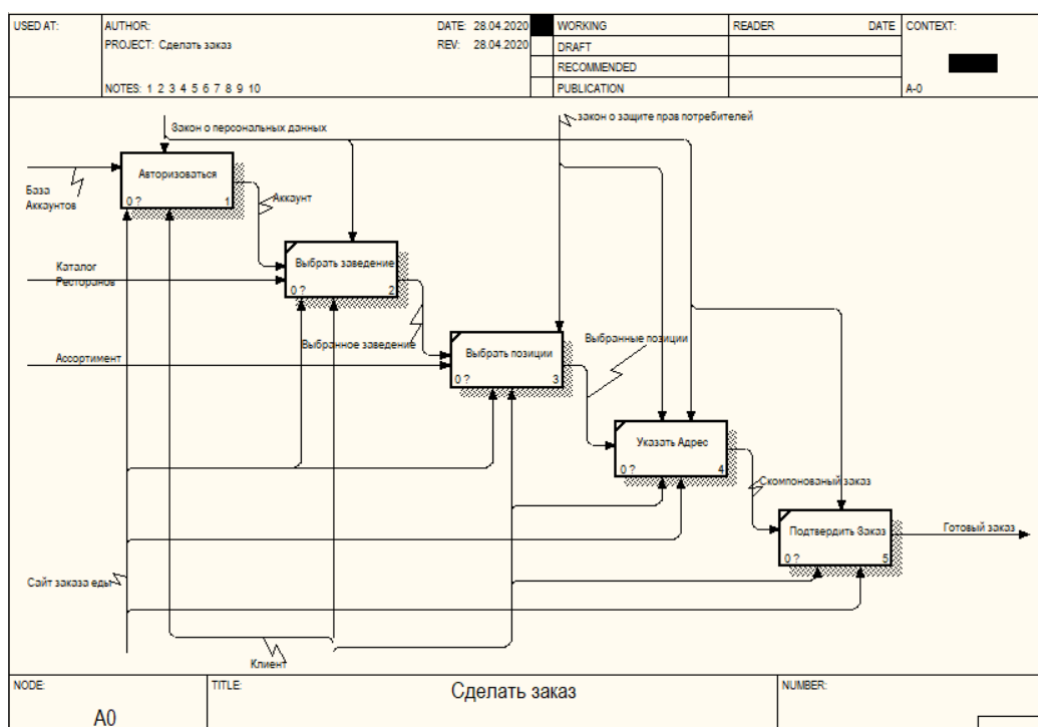 USED AT:
AUTHOR:
DATE: 28.04.2020
WORKING
READER
DATE
CONTEXT:
PROJECT: Сделать заказ
REV: 28.04.2020
DRAFT
RECOMMENDED
NOTES: 1 2 3 4 5 6 7 8 9 10
PUBLICATION
A-0
Закон о персональных данных
закон о защите прав потребителей
Авторизоваться
0 ?
1
База
Аккаунтов
Аккаунт
Выбрать заведение
0 ?
2
Каталог
Ресторанов
Выбранное заведение
Выбранные позиции
Выбрать позиции
0 ?
3
Ассортимент
Указать Адрес
0 ?
4
Скомпонованый заказ
Подтвердить Заказ
0 ?
5
Готовый заказ
Сайт заказа еды
Клиент
NODE:
TITLE:
Сделать заказ
NUMBER:
A0